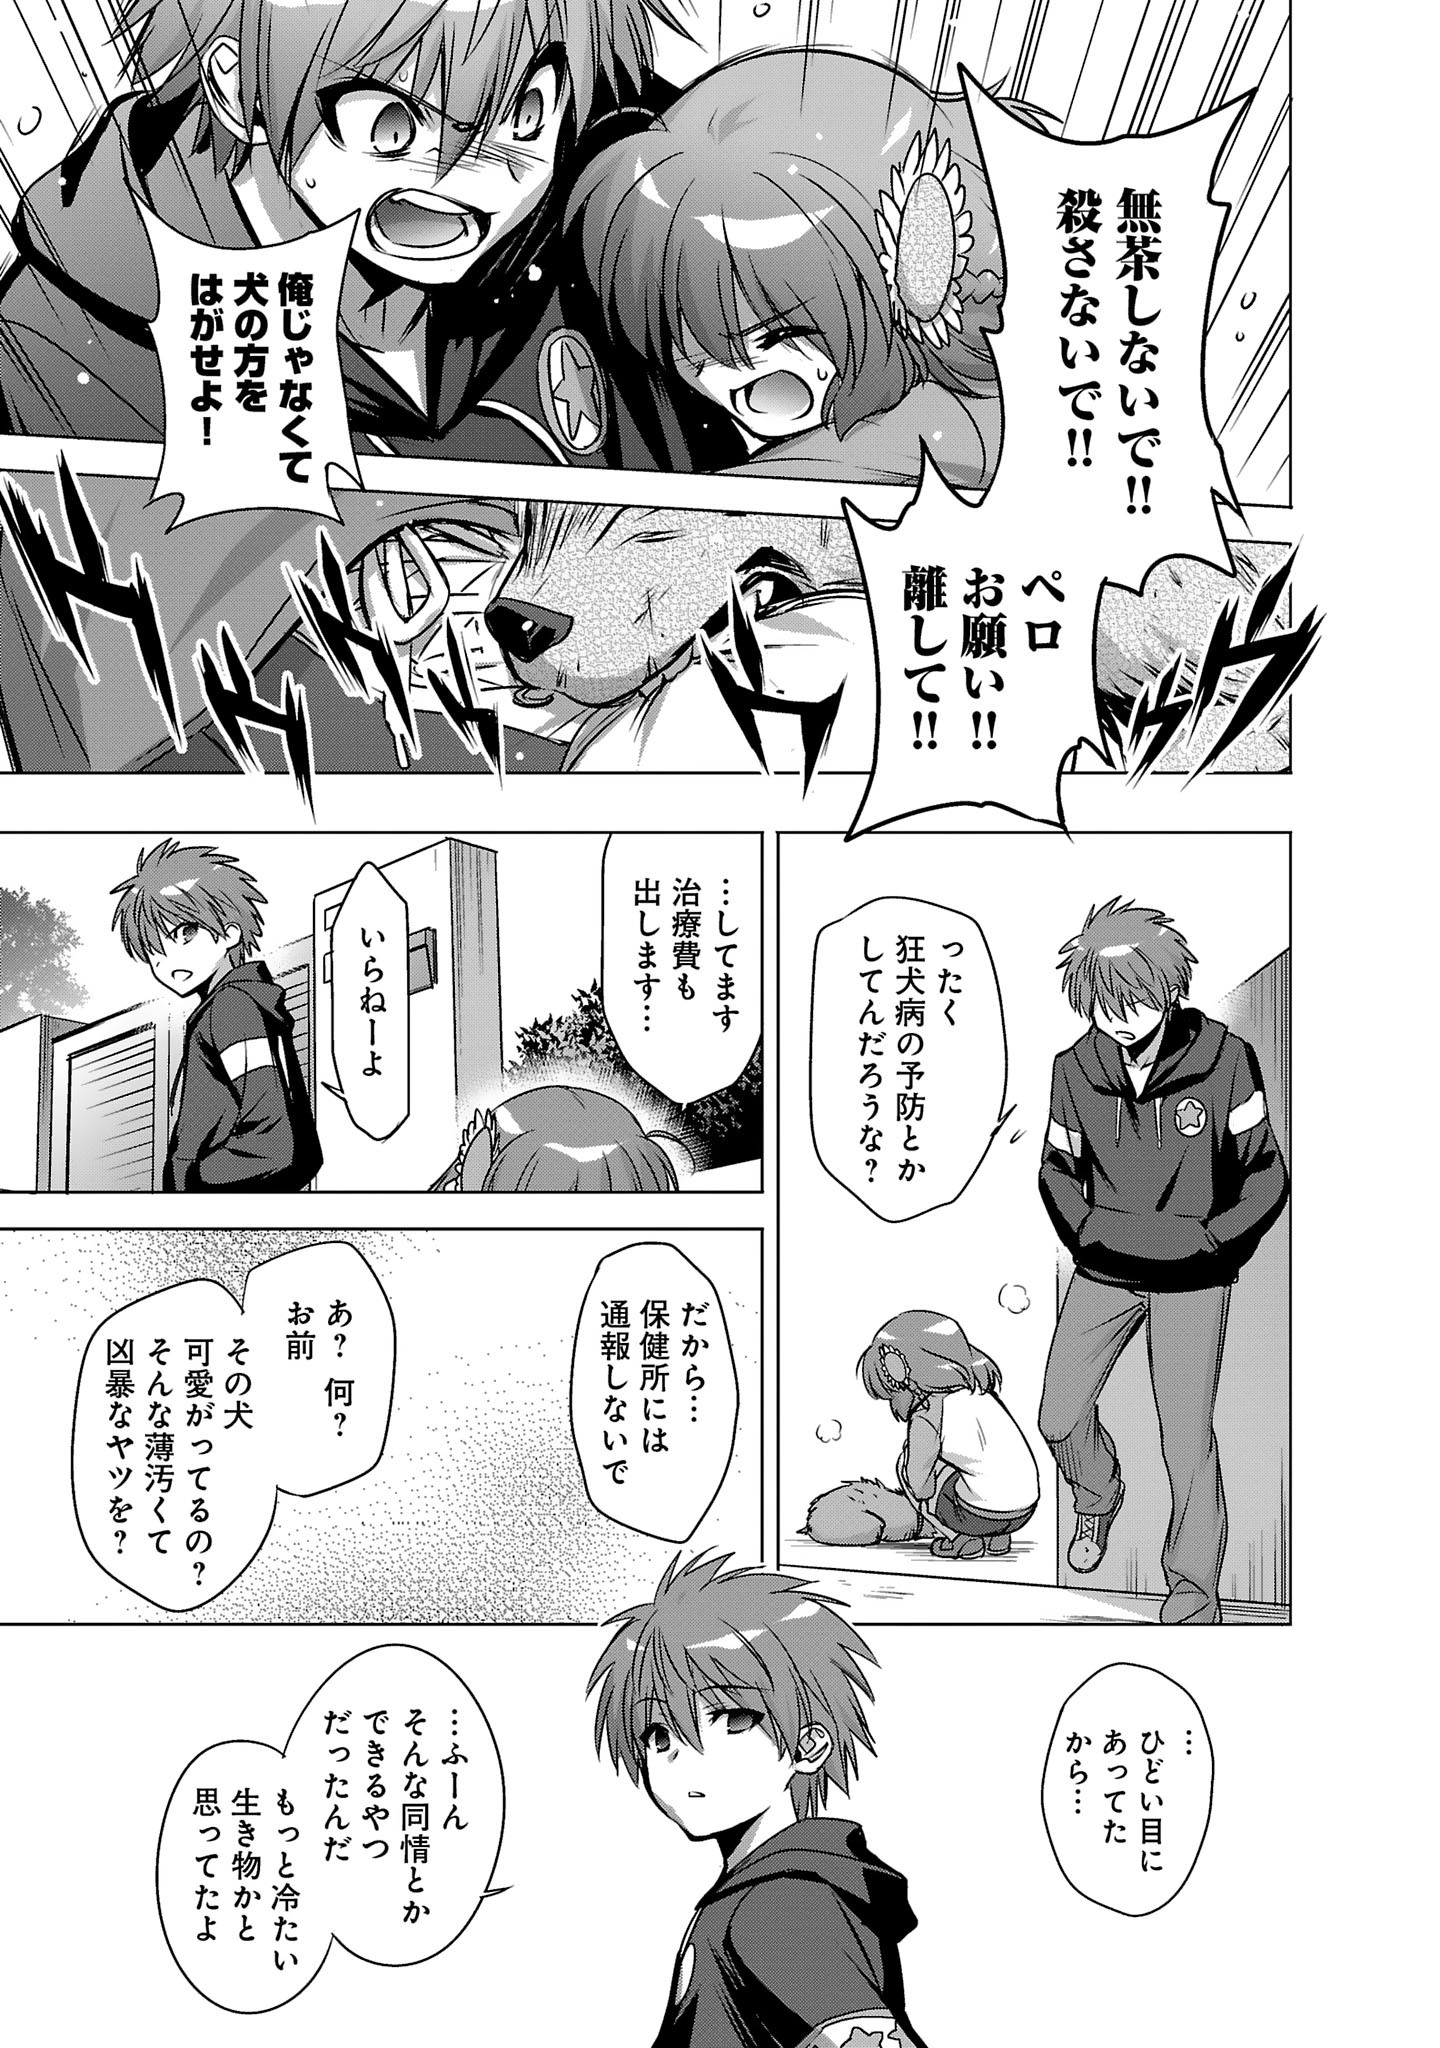 無茶しないで!!
殺さないで!!
ペロ
お願い!!
離して!!
俺じゃなくて
犬の方を
はがせよ!
ったく
狂犬病の予防とか
してんだろうな?
…してます
治療費も
出します…
いらねーよ
だから…
保健所には
通報しないで
あ? 何?
お前
その犬
可愛がってるの?
そんな薄汚くて
凶暴なヤツを?
…
ひどい目に
あってた
から…
…ふーん
そんな同情とか
できるやつ
だったんだ
もっと冷たい
生き物かと
思ってたよ